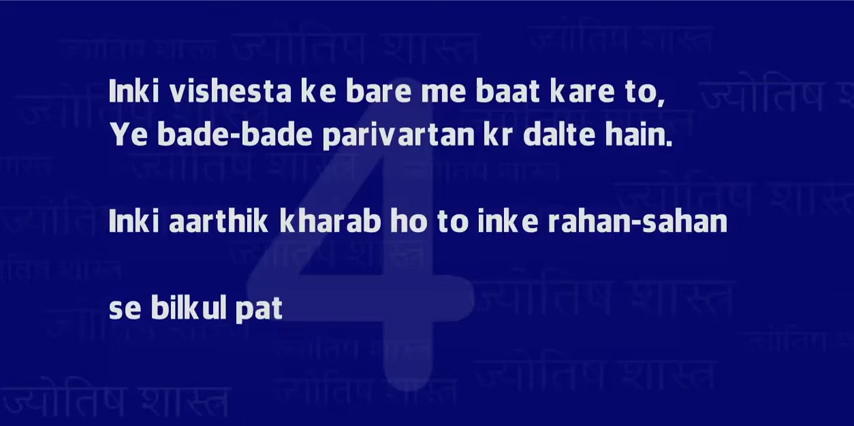 ज्योतिष शास्त्र ज्योतिष शास्त्र ज्योतिष शास्त्र
Inki vishesta ke bare me baat kare to,
ज्योतिष
Ye bade-bade parivartan kr dalte hain.
ज्योतिष शास्त्र
4
Inki aarthik kharab ho to inke rahan-sahan
ज्योतिष शास्त्र
se bilkul pat
ज्योतिष शास्त्र
ज्योतिष शास्त्र
ज्योतिष शास्त्र